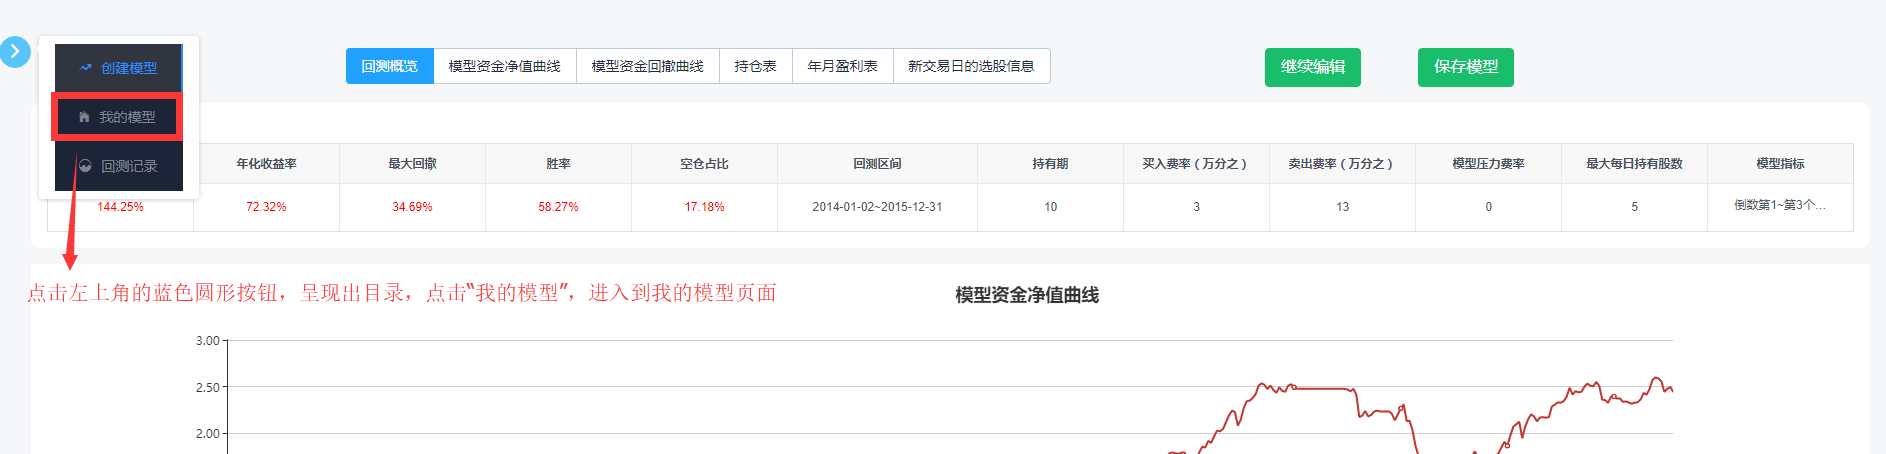 创建模型
我的模型
回测记录
回测概览 模型资金净值曲线 模型资金回撤曲线 持仓表 年月盈利表 新交易日的选股信息
继续编辑 保存模型
年化收益率 最大回撤 胜率 空仓占比 回测区间 持有期 买入费率（万分之） 卖出费率（万分之） 模型压力费率 最大每日持有股数 模型指标
144.25% 72.32% 34.69% 58.27% 17.18% 2014-01-02~2015-12-31 10 3 13 0 5 倒数第1~第3个...
点击左上角的蓝色圆形按钮，呈现出目录，点击“我的模型”，进入到我的模型页面
模型资金净值曲线
3.00
2.50
2.00